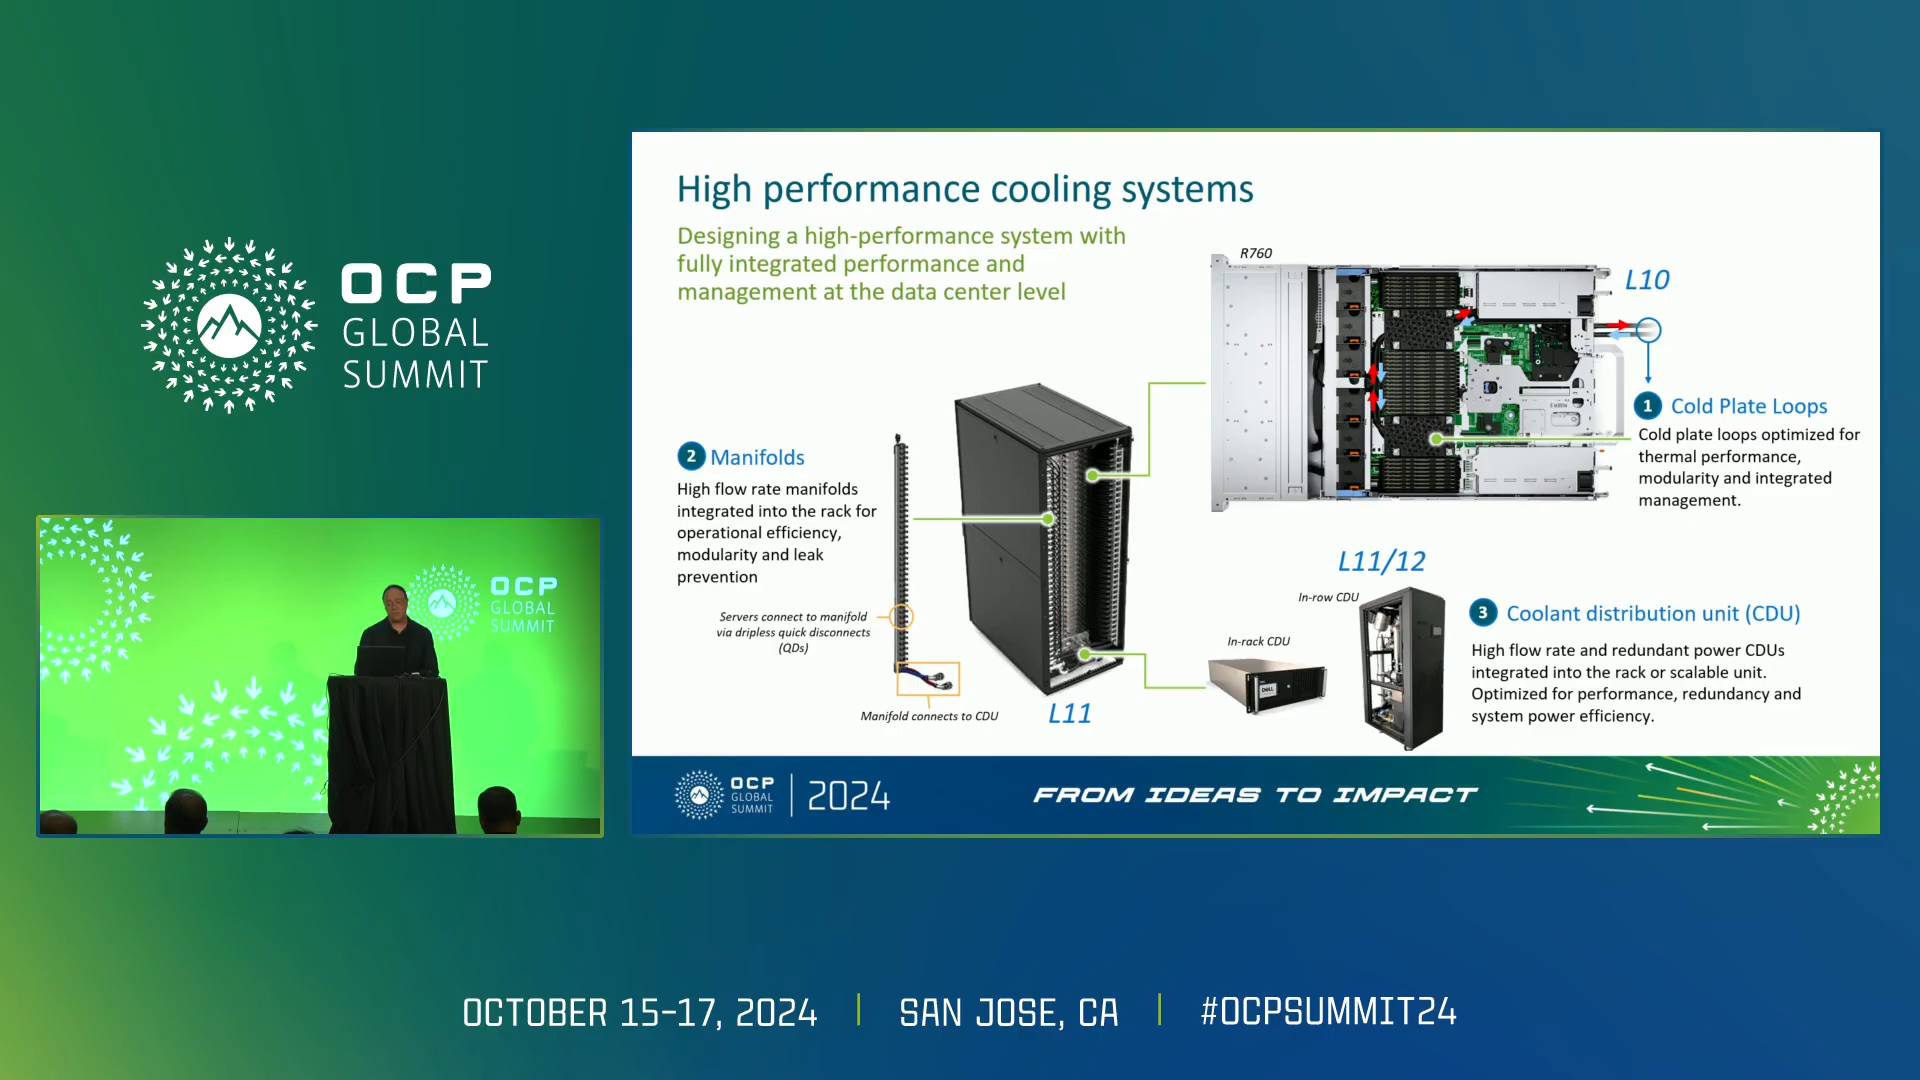 OCP
GLOBAL
SUMMIT
OCP
GLOBAL
SUMMIT
High performance cooling systems
Designing a high-performance system with
fully integrated performance and
management at the data center level
R760
L10
1 Cold Plate Loops
Cold plate loops optimized for
thermal performance,
modularity and integrated
management.
2 Manifolds
High flow rate manifolds
integrated into the rack for
operational efficiency,
modularity and leak
prevention
Servers connect to manifold
via dripless quick disconnects
(QDs)
Manifold connects to CDU
L11
L11/12
In-row CDU
In-rack CDU
DELL
3 Coolant distribution unit (CDU)
High flow rate and redundant power CDUs
integrated into the rack or scalable unit.
Optimized for performance, redundancy and
system power efficiency.
OCP
GLOBAL
SUMMIT
2024
FROM IDEAS TO IMPACT
OCTOBER 15-17, 2024
SAN JOSE, CA
#OCPSUMMIT24